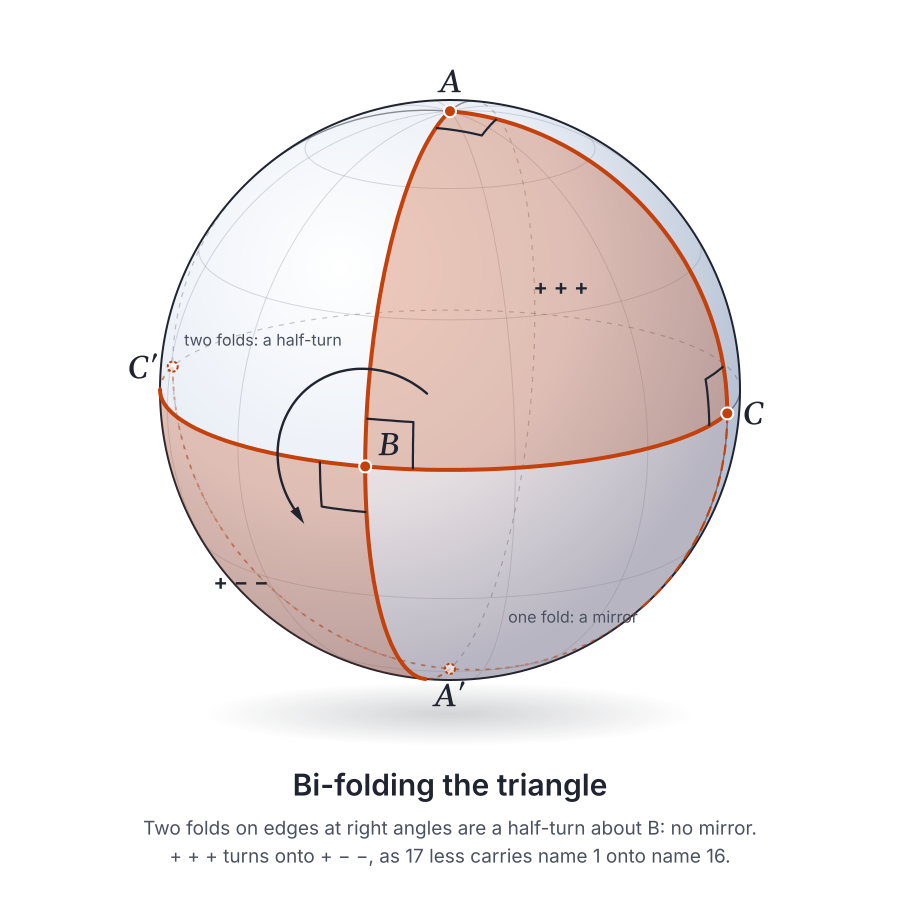 A
+ + +
two folds: a half-turn
C′
C
B
+ − −
one fold: a mirror
A′
Bi-folding the triangle
Two folds on edges at right angles are a half-turn about B: no mirror.
+ + + turns onto + − −, as 17 less carries name 1 onto name 16.